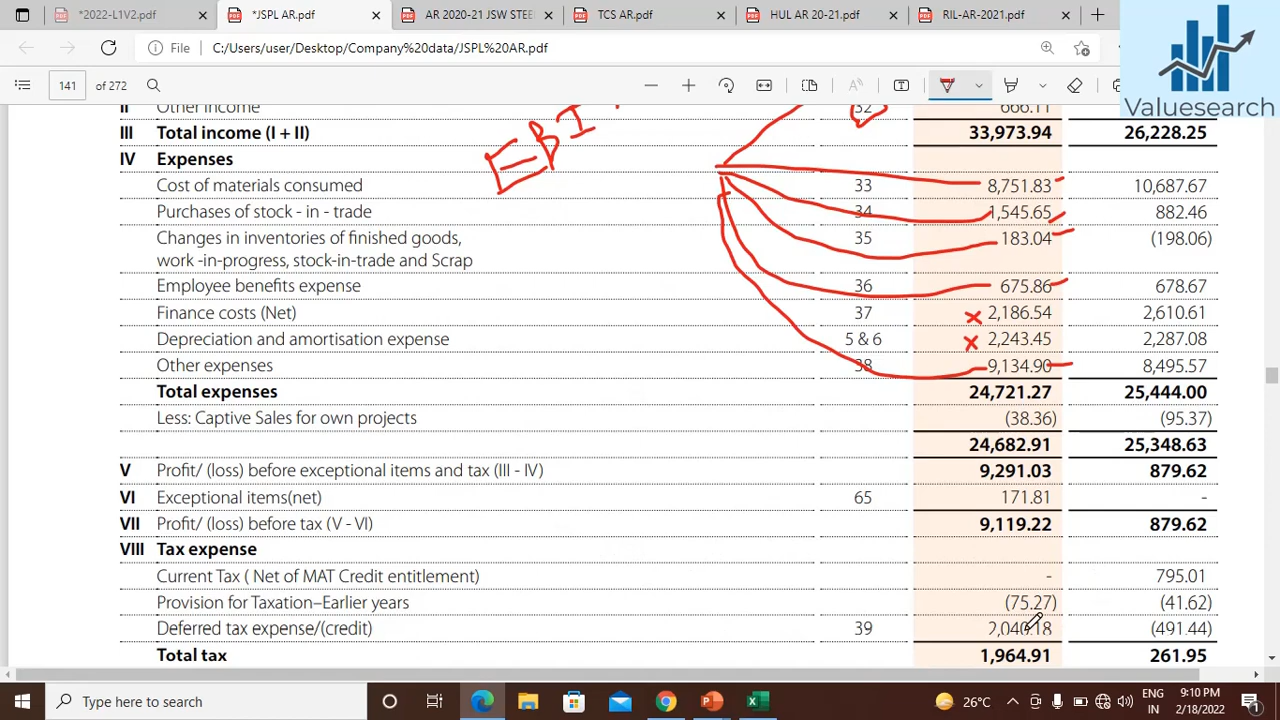 *2022-L1V2.pdf
*JSPL AR.pdf
AR 2020-21 JSW STEE
TCS AR.pdf
HUL AR 20-21.pdf
RIL-AR-2021.pdf
File C:/Users/user/Desktop/Company%20data/JSPL%20AR.pdf
141 of 272
Valuesearch
II Other income 32 666.11
EBI
III Total income (I + II) 33,973.94 26,228.25
IV Expenses
Cost of materials consumed 33 8,751.83 10,687.67
Purchases of stock - in - trade 34 1,545.65 882.46
Changes in inventories of finished goods, 35 183.04 (198.06)
work -in-progress, stock-in-trade and Scrap
Employee benefits expense 36 675.86 678.67
Finance costs (Net) 37 2,186.54 2,610.61
Depreciation and amortisation expense 5 & 6 2,243.45 2,287.08
Other expenses 38 9,134.90 8,495.57
Total expenses 24,721.27 25,444.00
Less: Captive Sales for own projects (38.36) (95.37)
24,682.91 25,348.63
V Profit/ (loss) before exceptional items and tax (III - IV) 9,291.03 879.62
VI Exceptional items(net) 65 171.81 -
VII Profit/ (loss) before tax (V - VI) 9,119.22 879.62
VIII Tax expense
Current Tax ( Net of MAT Credit entitlement) - 795.01
Provision for Taxation–Earlier years (75.27) (41.62)
Deferred tax expense/(credit) 39 2,040.18 (491.44)
Total tax 1,964.91 261.95
Type here to search
26°C
ENG
IN
9:10 PM
2/18/2022